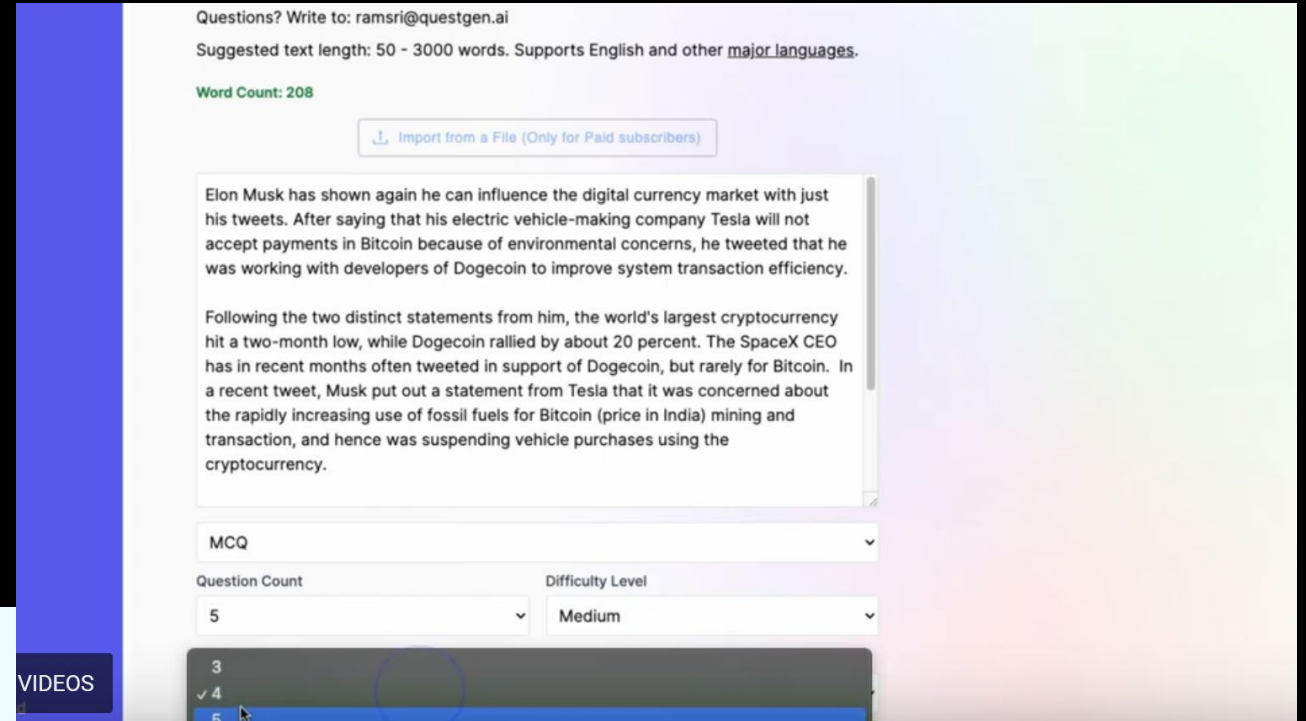 Questions? Write to: ramsri@questgen.ai
Suggested text length: 50 - 3000 words. Supports English and other major languages.
Word Count: 208
Import from a File (Only for Paid subscribers)
Elon Musk has shown again he can influence the digital currency market with just
his tweets. After saying that his electric vehicle-making company Tesla will not
accept payments in Bitcoin because of environmental concerns, he tweeted that he
was working with developers of Dogecoin to improve system transaction efficiency.
Following the two distinct statements from him, the world's largest cryptocurrency
hit a two-month low, while Dogecoin rallied by about 20 percent. The SpaceX CEO
has in recent months often tweeted in support of Dogecoin, but rarely for Bitcoin.  In
a recent tweet, Musk put out a statement from Tesla that it was concerned about
the rapidly increasing use of fossil fuels for Bitcoin (price in India) mining and
transaction, and hence was suspending vehicle purchases using the
cryptocurrency.
MCQ
Question Count
Difficulty Level
5
Medium
3
✓ 4
5
VIDEOS
d